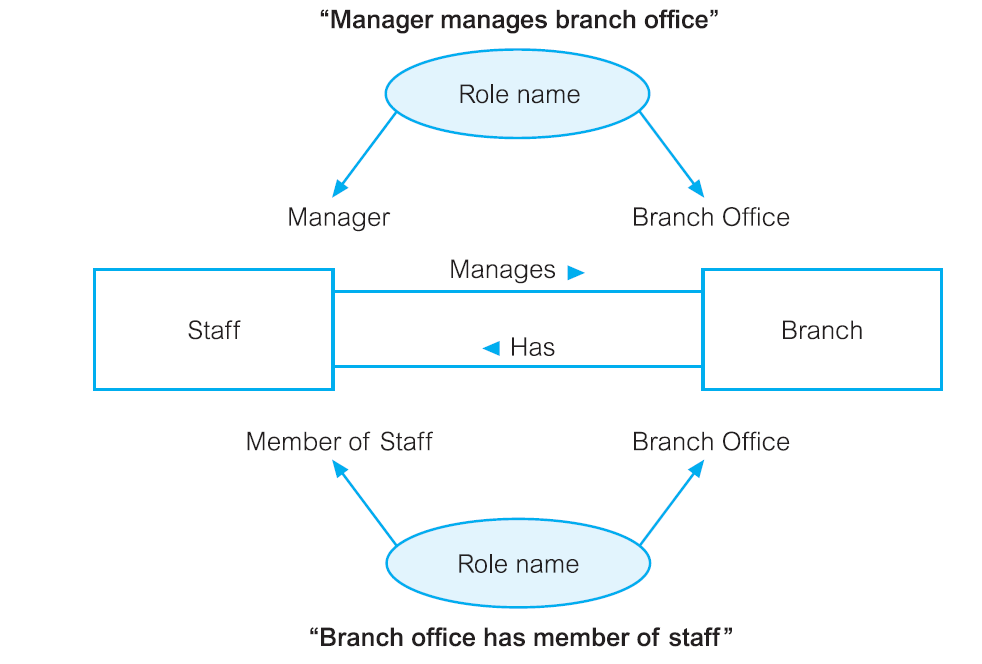 “Manager manages branch office”
Role name
Manager
Branch Office
Manages
Staff
Branch
Has
Member of Staff
Branch Office
Role name
“Branch office has member of staff”